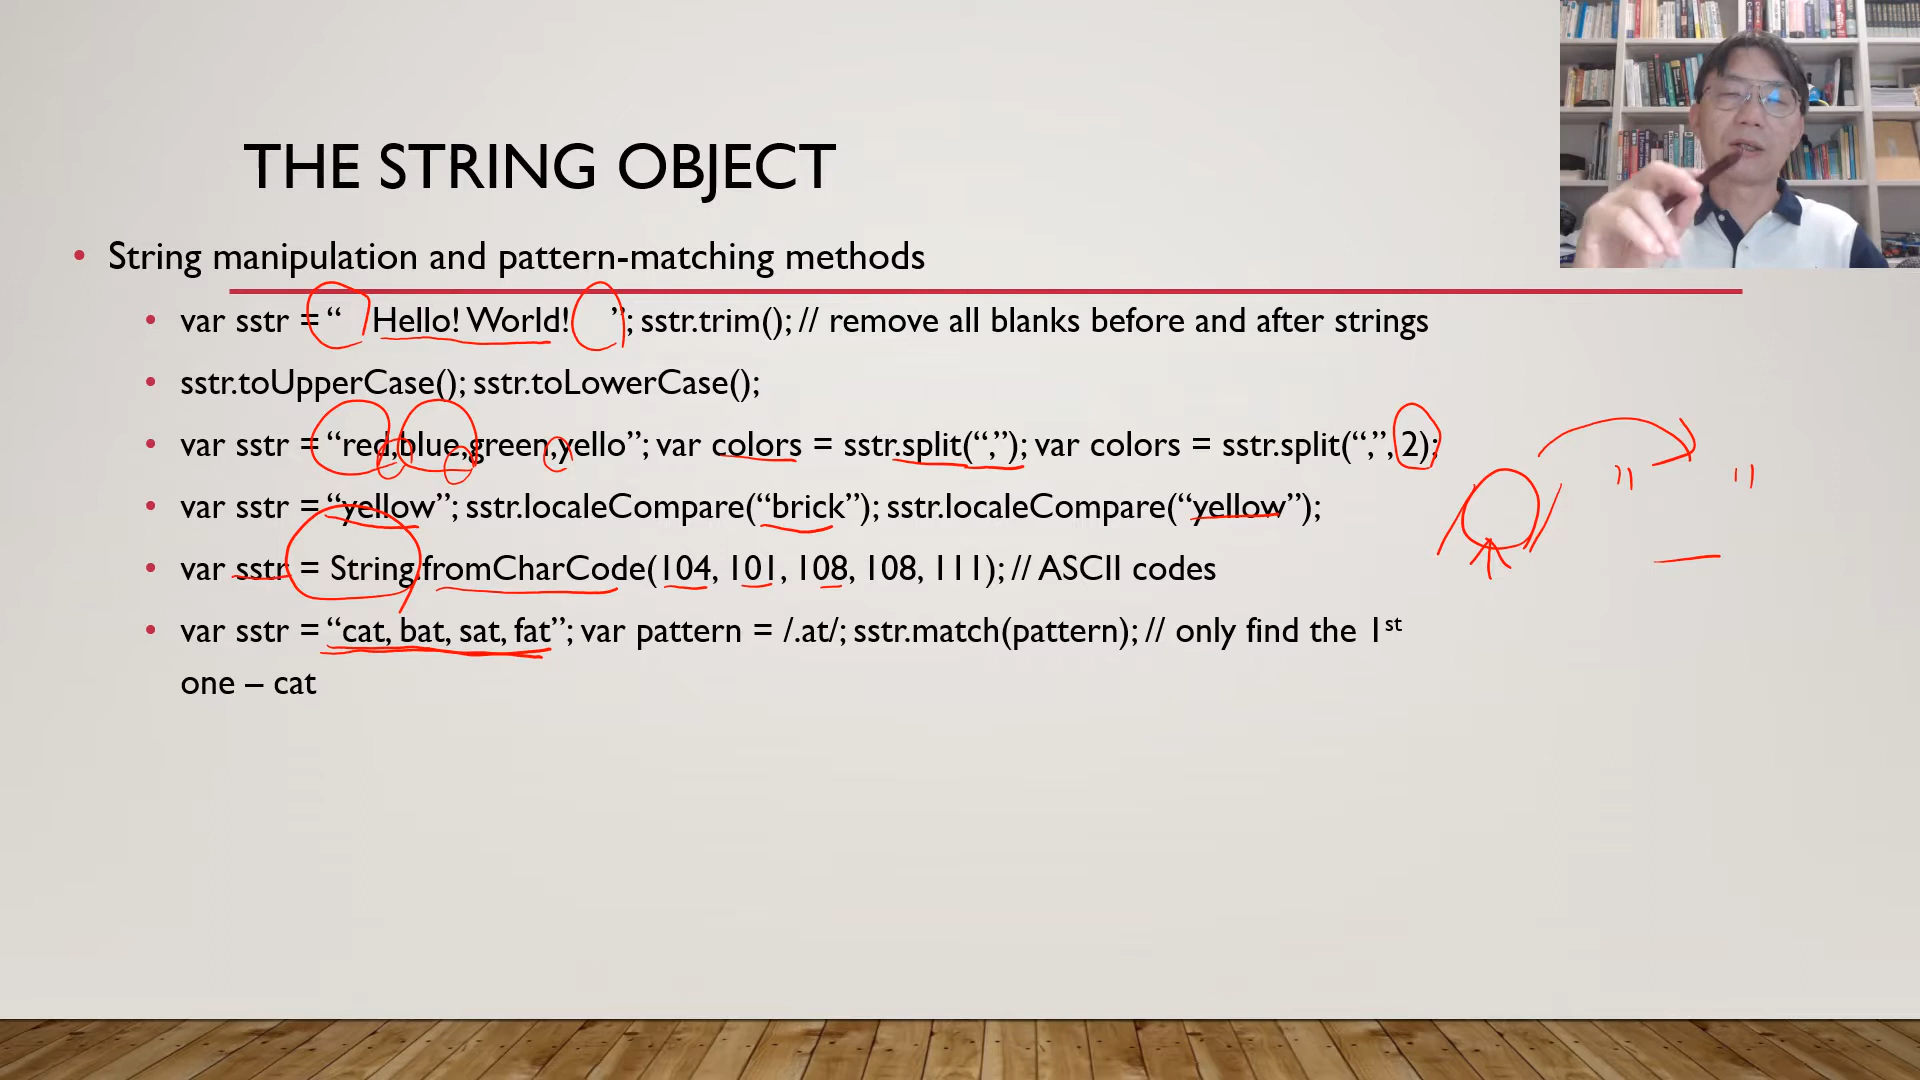 THE STRING OBJECT
• String manipulation and pattern-matching methods
• var sstr = “ Hello! World! ”; sstr.trim(); // remove all blanks before and after strings
• sstr.toUpperCase(); sstr.toLowerCase();
• var sstr = “red,blue,green,yello”; var colors = sstr.split(“,”); var colors = sstr.split(“,”, 2);
• var sstr = “yellow”; sstr.localeCompare(“brick”); sstr.localeCompare(“yellow”);
• var sstr = String.fromCharCode(104, 101, 108, 108, 111); // ASCII codes
• var sstr = “cat, bat, sat, fat”; var pattern = /.at/; sstr.match(pattern); // only find the 1st
one – cat